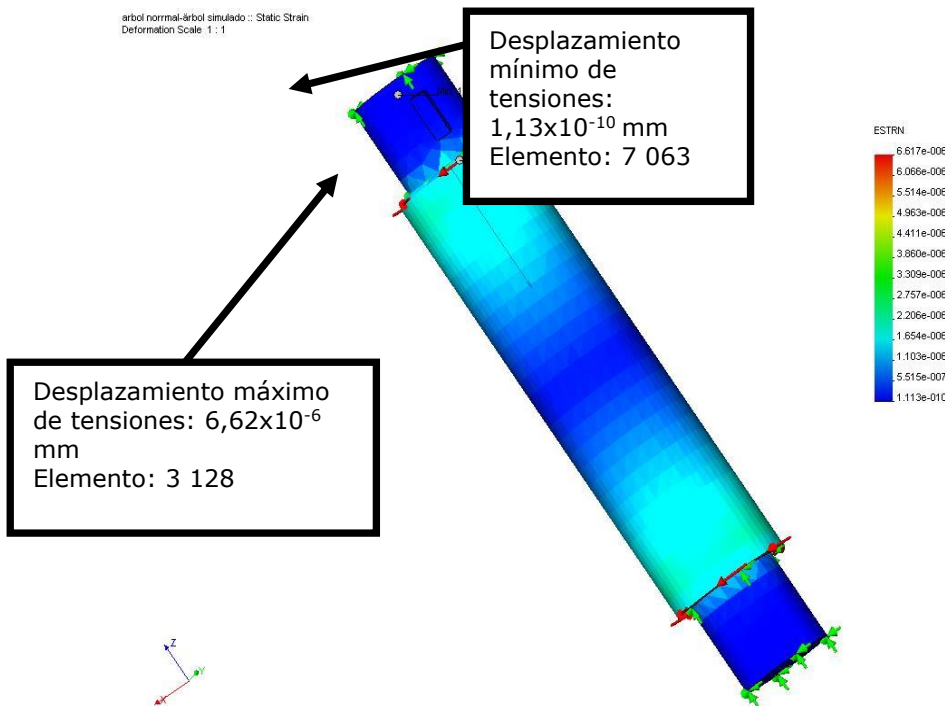 arbol norrmal-ärbol simulado :: Static Strain
Deformation Scale 1 : 1
Desplazamiento
mínimo de
tensiones:
1,13x10⁻¹⁰ mm
Elemento: 7 063
Desplazamiento máximo
de tensiones: 6,62x10⁻⁶
mm
Elemento: 3 128
ESTRN
6.617e-006
6.066e-006
5.514e-006
4.963e-006
4.411e-006
3.860e-006
3.309e-006
2.757e-006
2.206e-006
1.654e-006
1.103e-006
5.515e-007
1.113e-010
Z
Y
X